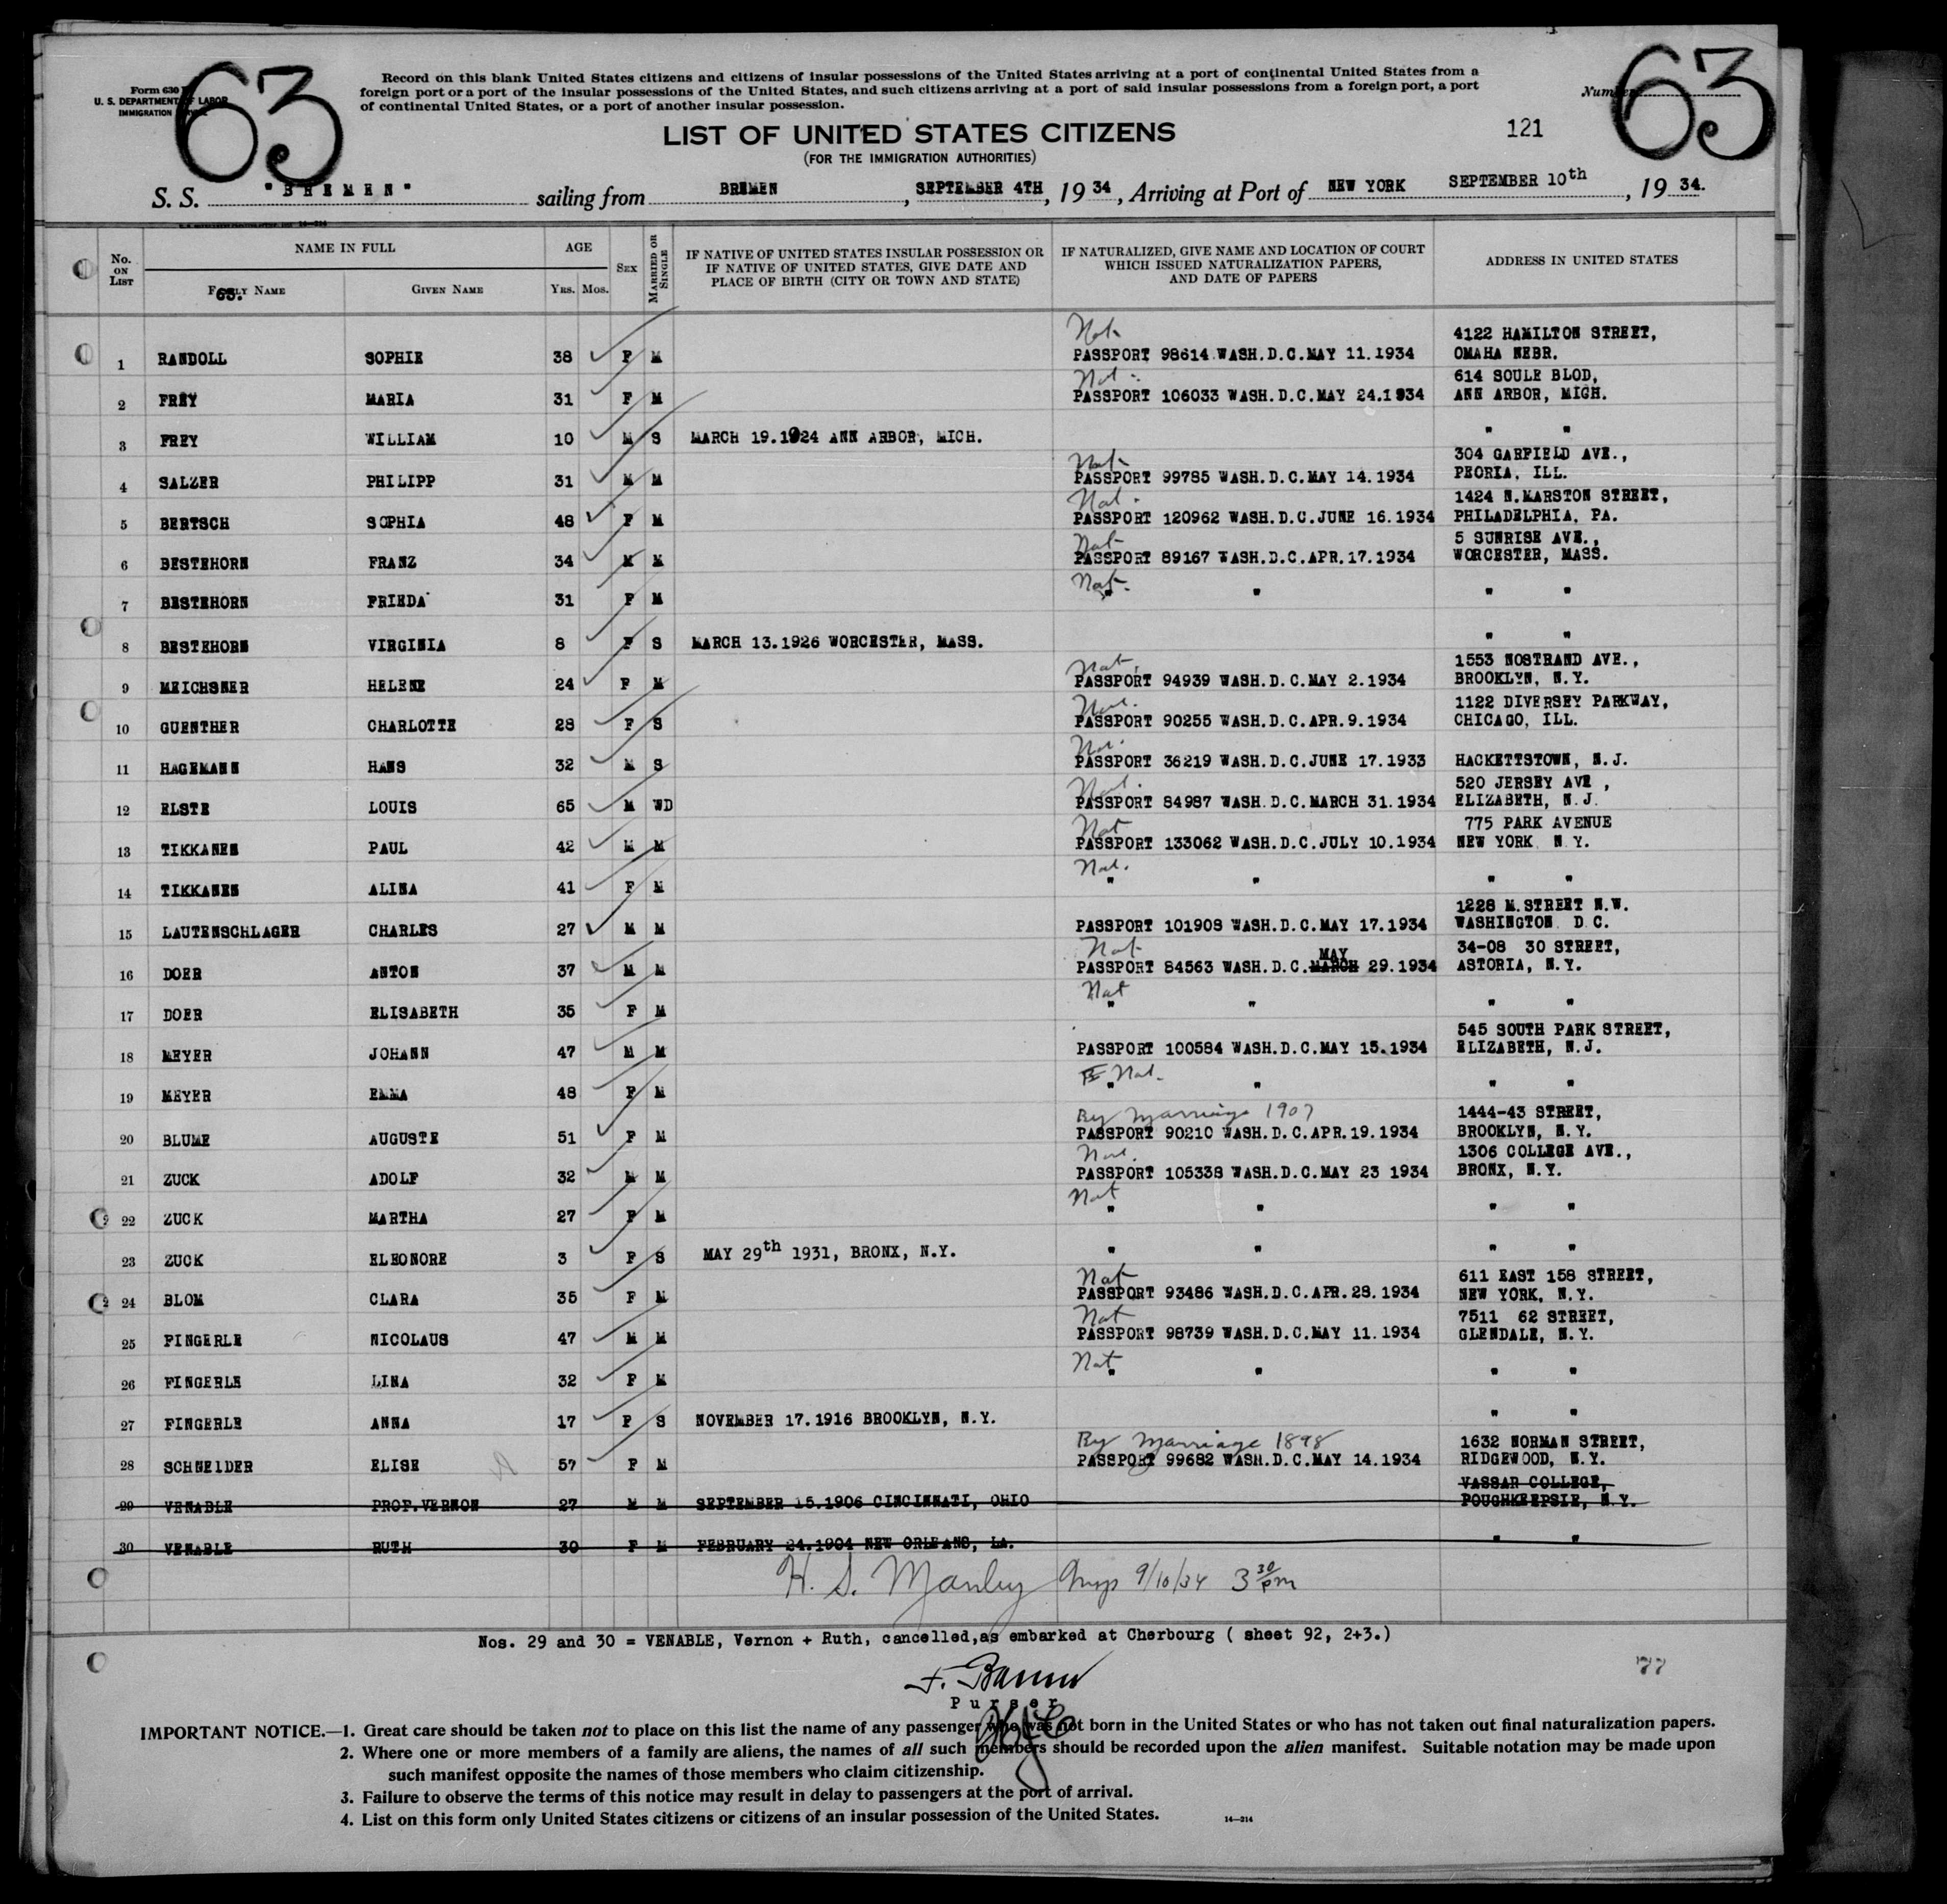 63
63
Form 630
U. S. DEPARTMENT OF LABOR
IMMIGRATION
Record on this blank United States citizens and citizens of insular possessions of the United States arriving at a port of continental United States from a
foreign port or a port of the insular possessions of the United States, and such citizens arriving at a port of said insular possessions from a foreign port, a port
of continental United States, or a port of another insular possession.
Number
LIST OF UNITED STATES CITIZENS
(FOR THE IMMIGRATION AUTHORITIES)
121
S. S. "BREMEN" sailing from BREMEN, SEPTEMBER 4TH, 1934, Arriving at Port of NEW YORK SEPTEMBER 10th, 1934.
No. ON LIST NAME IN FULL AGE SEX MARRIED OR SINGLE IF NATIVE OF UNITED STATES INSULAR POSSESSION OR IF NATIVE OF UNITED STATES, GIVE DATE AND PLACE OF BIRTH (CITY OR TOWN AND STATE) IF NATURALIZED, GIVE NAME AND LOCATION OF COURT WHICH ISSUED NATURALIZATION PAPERS, AND DATE OF PAPERS ADDRESS IN UNITED STATES
FAMILY NAME GIVEN NAME YRS. MOS.
63.
Nat. 4122 HAMILTON STREET,
1 RANDOLL SOPHIE 38 F M PASSPORT 98614 WASH.D.C.MAY 11.1934 OMAHA NEBR.
Nat. 614 SOULE BLOD,
2 FREY MARIA 31 F M PASSPORT 106033 WASH.D.C.MAY 24.1934 ANN ARBOR, MICH.
3 FREY WILLIAM 10 M S MARCH 19.1924 ANN ARBOR, MICH. " "
Nat 304 GARFIELD AVE.,
4 SALZER PHILIPP 31 M M PASSPORT 99785 WASH.D.C.MAY 14.1934 PEORIA, ILL.
Nat. 1424 N.MARSTON STREET,
5 BERTSCH SOPHIA 48 F M PASSPORT 120962 WASH.D.C.JUNE 16.1934 PHILADELPHIA, PA.
Nat 5 SUNRISE AVE.,
6 BESTEHORN FRANZ 34 M M PASSPORT 89167 WASH.D.C.APR.17.1934 WORCESTER, MASS.
Nat.
7 BESTEHORN FRIEDA 31 F M " " " "
8 BESTEHORN VIRGINIA 8 F S MARCH 13.1926 WORCESTER, MASS. " "
Nat. 1553 NOSTRAND AVE.,
9 MEICHSNER HELENE 24 F M PASSPORT 94939 WASH.D.C.MAY 2.1934 BROOKLYN, N.Y.
Nat. 1122 DIVERSEY PARKWAY,
10 GUENTHER CHARLOTTE 28 F S PASSPORT 90255 WASH.D.C.APR.9.1934 CHICAGO, ILL.
Nat.
11 HAGEMANN HANS 32 M S PASSPORT 36219 WASH.D.C.JUNE 17.1933 HACKETTSTOWN, N.J.
Nat. 520 JERSEY AVE ,
12 ELSTE LOUIS 65 M WD PASSPORT 84987 WASH.D.C.MARCH 31.1934 ELIZABETH, N.J.
Nat 775 PARK AVENUE
13 TIKKANEN PAUL 42 M M PASSPORT 133062 WASH.D.C.JULY 10.1934 NEW YORK N.Y.
Nat.
14 TIKKANEN ALINA 41 F M " " " "
1228 M.STREET N.W.
15 LAUTENSCHLAGER CHARLES 27 M M PASSPORT 101908 WASH.D.C.MAY 17.1934 WASHINGTON D.C.
Nat MAY 34-08 30 STREET,
16 DOER ANTON 37 M M PASSPORT 84563 WASH.D.C.MARCH 29.1934 ASTORIA, N.Y.
Nat
17 DOER ELISABETH 35 F M " " " "
545 SOUTH PARK STREET,
18 MEYER JOHANN 47 M M PASSPORT 100584 WASH.D.C.MAY 15.1934 ELIZABETH, N.J.
Nat.
19 MEYER EMMA 48 F M " " " "
By Marriage 1907 1444-43 STREET,
20 BLUME AUGUSTE 51 F M PASSPORT 90210 WASH.D.C.APR.19.1934 BROOKLYN, N.Y.
Nat. 1306 COLLEGE AVE.,
21 ZUCK ADOLF 32 M M PASSPORT 105338 WASH.D.C.MAY 23 1934 BRONX, N.Y.
Nat
22 ZUCK MARTHA 27 F M " " " "
23 ZUCK ELEONORE 3 F S MAY 29th 1931, BRONX, N.Y. " " " "
Nat 611 EAST 158 STREET,
24 BLOM CLARA 35 F M PASSPORT 93486 WASH.D.C.APR.28.1934 NEW YORK, N.Y.
Nat 7511 62 STREET,
25 FINGERLE NICOLAUS 47 M M PASSPORT 98739 WASH.D.C.MAY 11.1934 GLENDALE, N.Y.
Nat
26 FINGERLE LINA 32 F M " " " "
27 FINGERLE ANNA 17 F S NOVEMBER 17.1916 BROOKLYN, N.Y. " "
By Marriage 1898 1632 NORMAN STREET,
28 SCHNEIDER ELISE 57 F M PASSPORT 99682 WASH.D.C.MAY 14.1934 RIDGEWOOD, N.Y.
VASSAR COLLEGE,
29 VENABLE PROF.VERNON 27 M M SEPTEMBER 15.1906 CINCINNATI, OHIO POUGHKEEPSIE, N.Y.
30 VENABLE RUTH 30 F M FEBRUARY 24.1904 NEW ORLEANS, LA. " "
H. S. Manley Insp 9/10/34 3 30 pm
Nos. 29 and 30 = VENABLE, Vernon + Ruth, cancelled,as embarked at Cherbourg ( sheet 92, 2+3.)
77
Purser
IMPORTANT NOTICE.—1. Great care should be taken not to place on this list the name of any passenger who was not born in the United States or who has not taken out final naturalization papers.
2. Where one or more members of a family are aliens, the names of all such members should be recorded upon the alien manifest. Suitable notation may be made upon
such manifest opposite the names of those members who claim citizenship.
3. Failure to observe the terms of this notice may result in delay to passengers at the port of arrival.
4. List on this form only United States citizens or citizens of an insular possession of the United States.
14—214